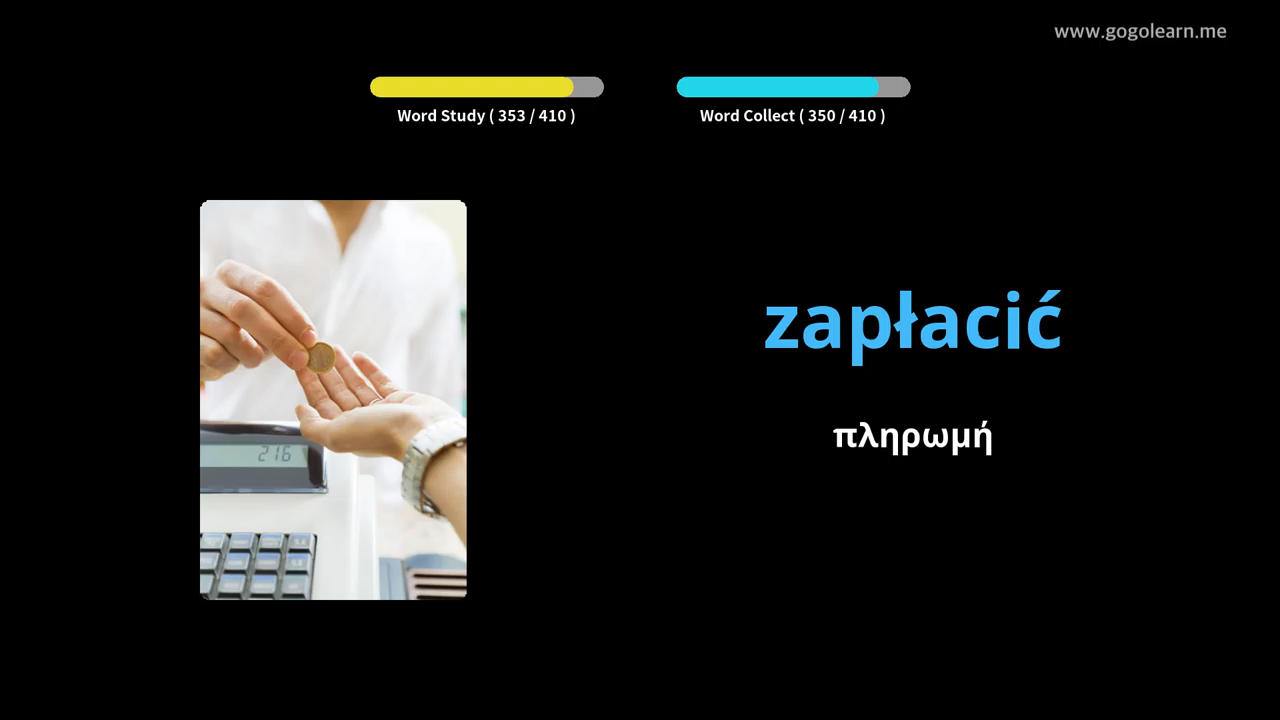 www.gogolearn.me
Word Study ( 353 / 410 )
Word Collect ( 350 / 410 )
zapłacić
πληρωμή
216